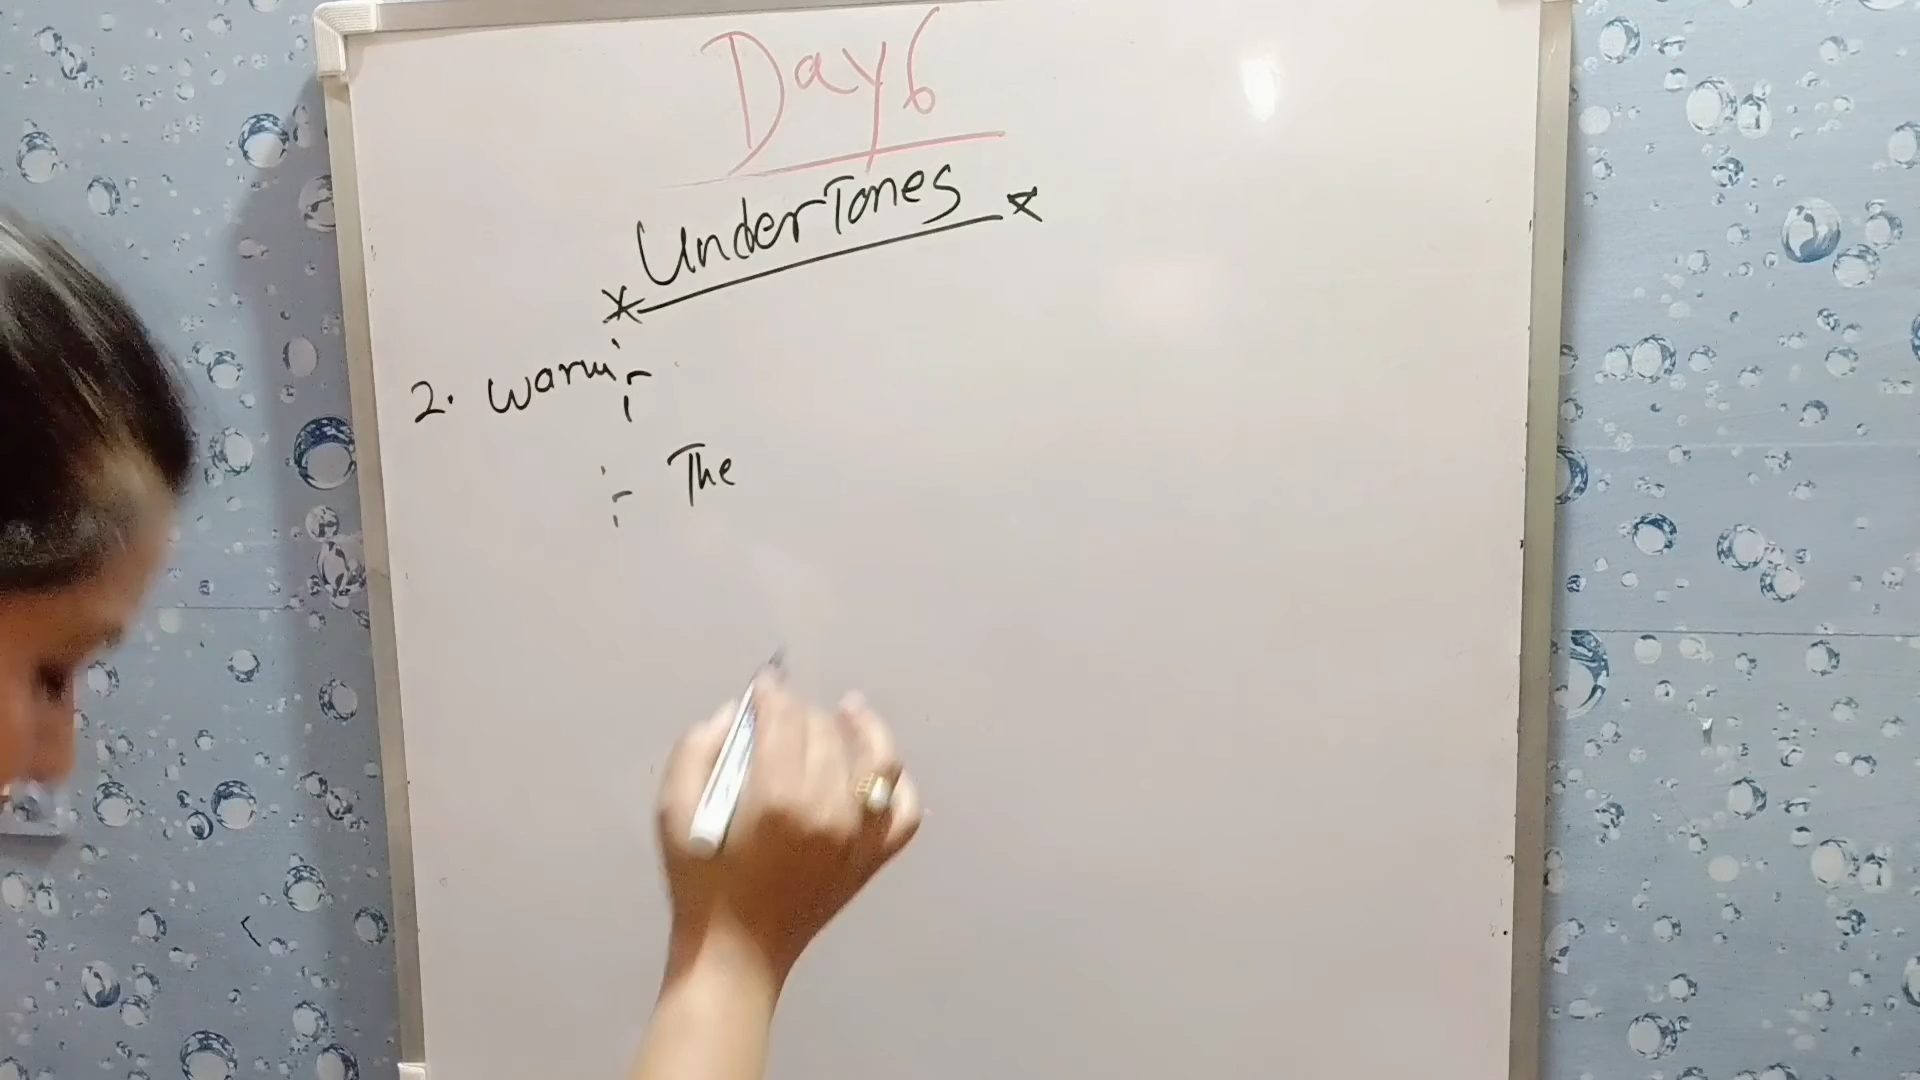 Day 6
UnderTones
2. warm :-
:- The